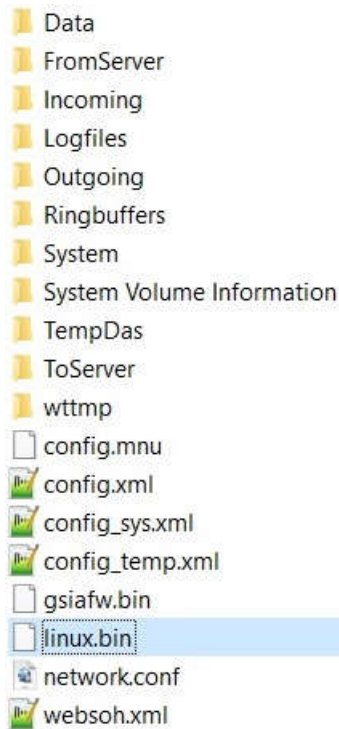 Data
FromServer
Incoming
Logfiles
Outgoing
Ringbuffers
System
System Volume Information
TempDas
ToServer
wttmp
config.mnu
config.xml
config_sys.xml
config_temp.xml
gsiafw.bin
linux.bin
network.conf
websoh.xml